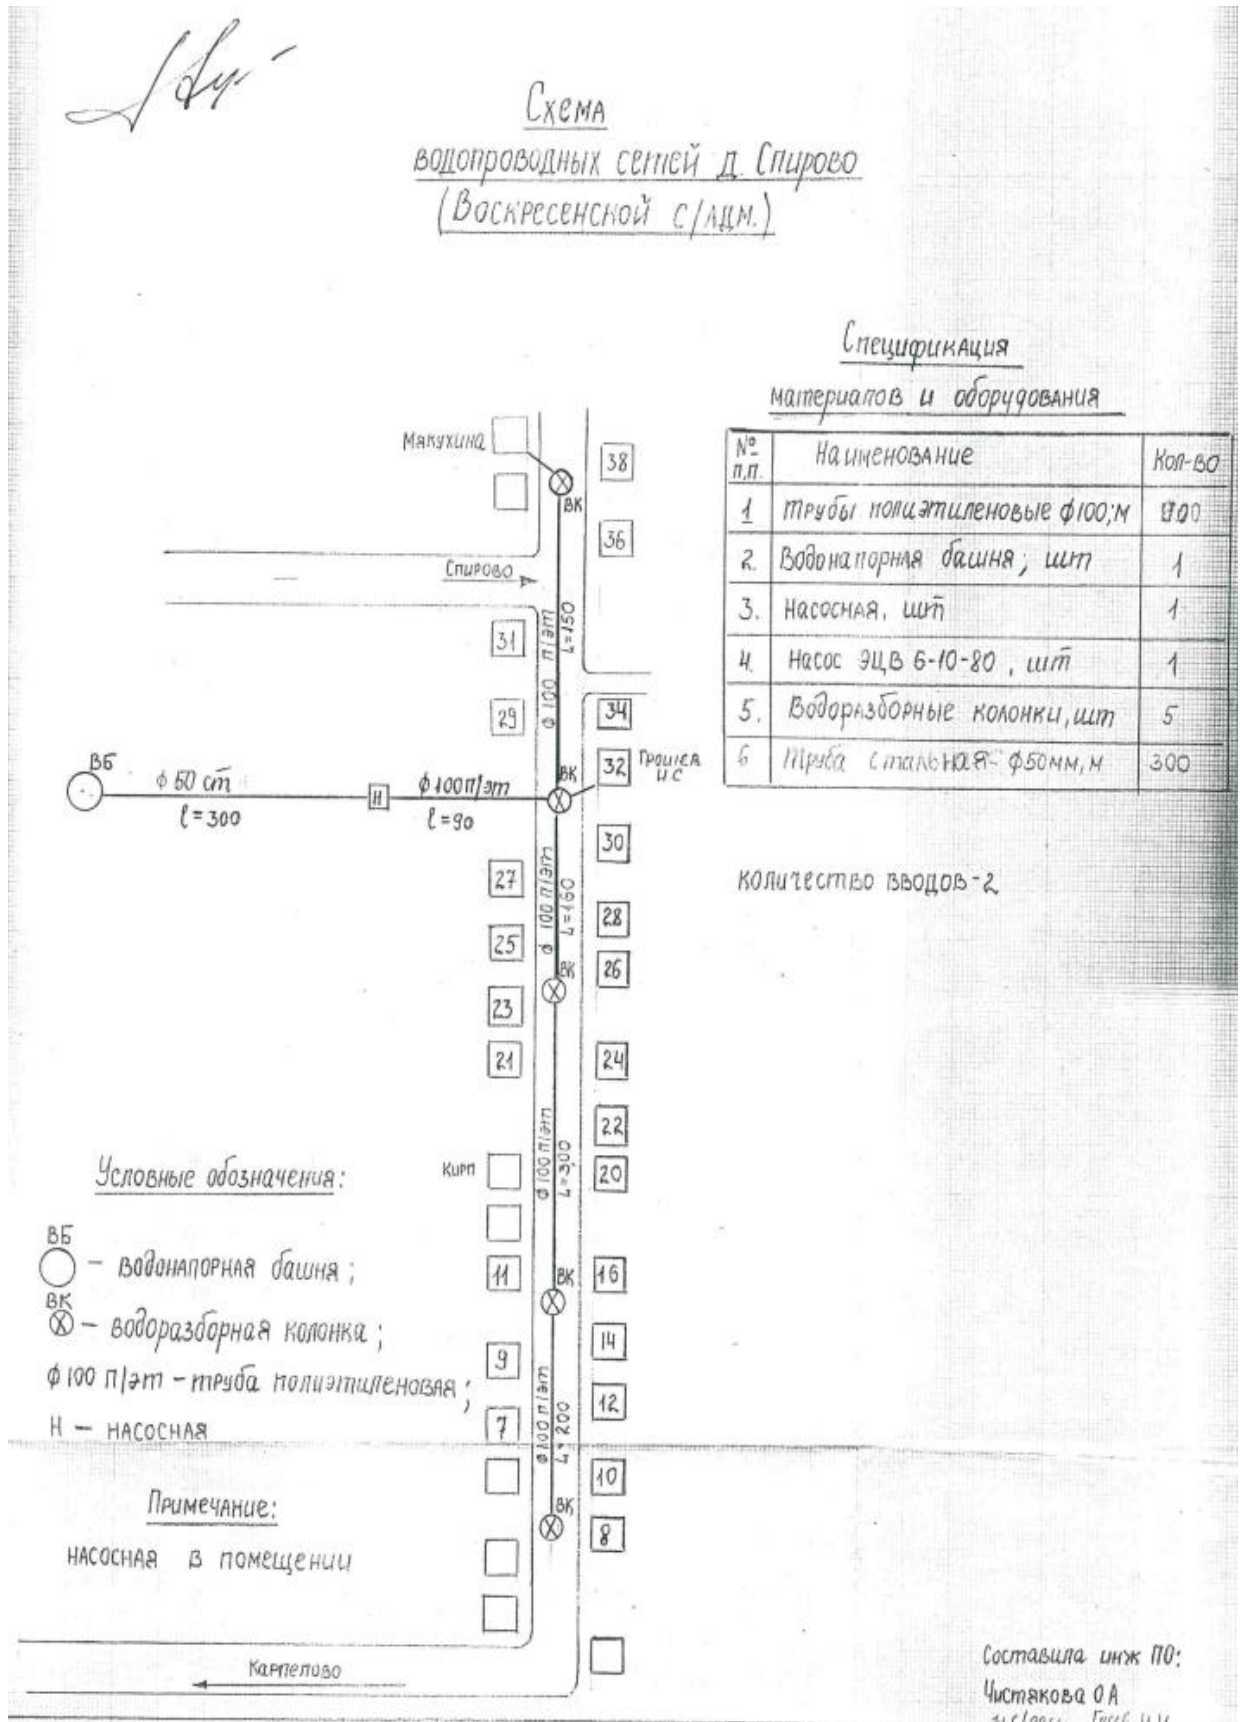 Схема
водопроводных сетей д. Спирово
(Воскресенской с/адм.)
Спецификация
материалов и оборудования
№ п.п. Наименование Кол-во
1 Трубы полиэтиленовые ф100; м 900
2. Водонапорная башня; шт 1
3. Насосная, шт 1
4. Насос ЭЦВ 6-10-80, шт 1
5. Водоразборные колонки, шт 5
6 Труба стальная- ф50мм, м 300
количество вводов-2
Мякухина
38
ВК
36
Спирово
ф 100 п/эт
L=150
31
29
34
ВБ
ф 50 ст
l=300
Н
ф 100 п/эт
l=90
ВК
32
30
ф 100 п/эт
L=160
27
28
25
ВК
26
23
21
24
22
ф 100 п/эт
L=300
Кирп
20
11
ВК
16
14
9
ф 100 п/эт
L=200
12
7
10
ВК
8
Карпелово
Условные обозначения:
ВБ
– водонапорная башня;
ВК
– водоразборная колонка;
ф 100 п/эт – труба полиэтиленовая;
Н – насосная
Примечание:
насосная в помещении
Составила инж ПО:
Чистякова О А